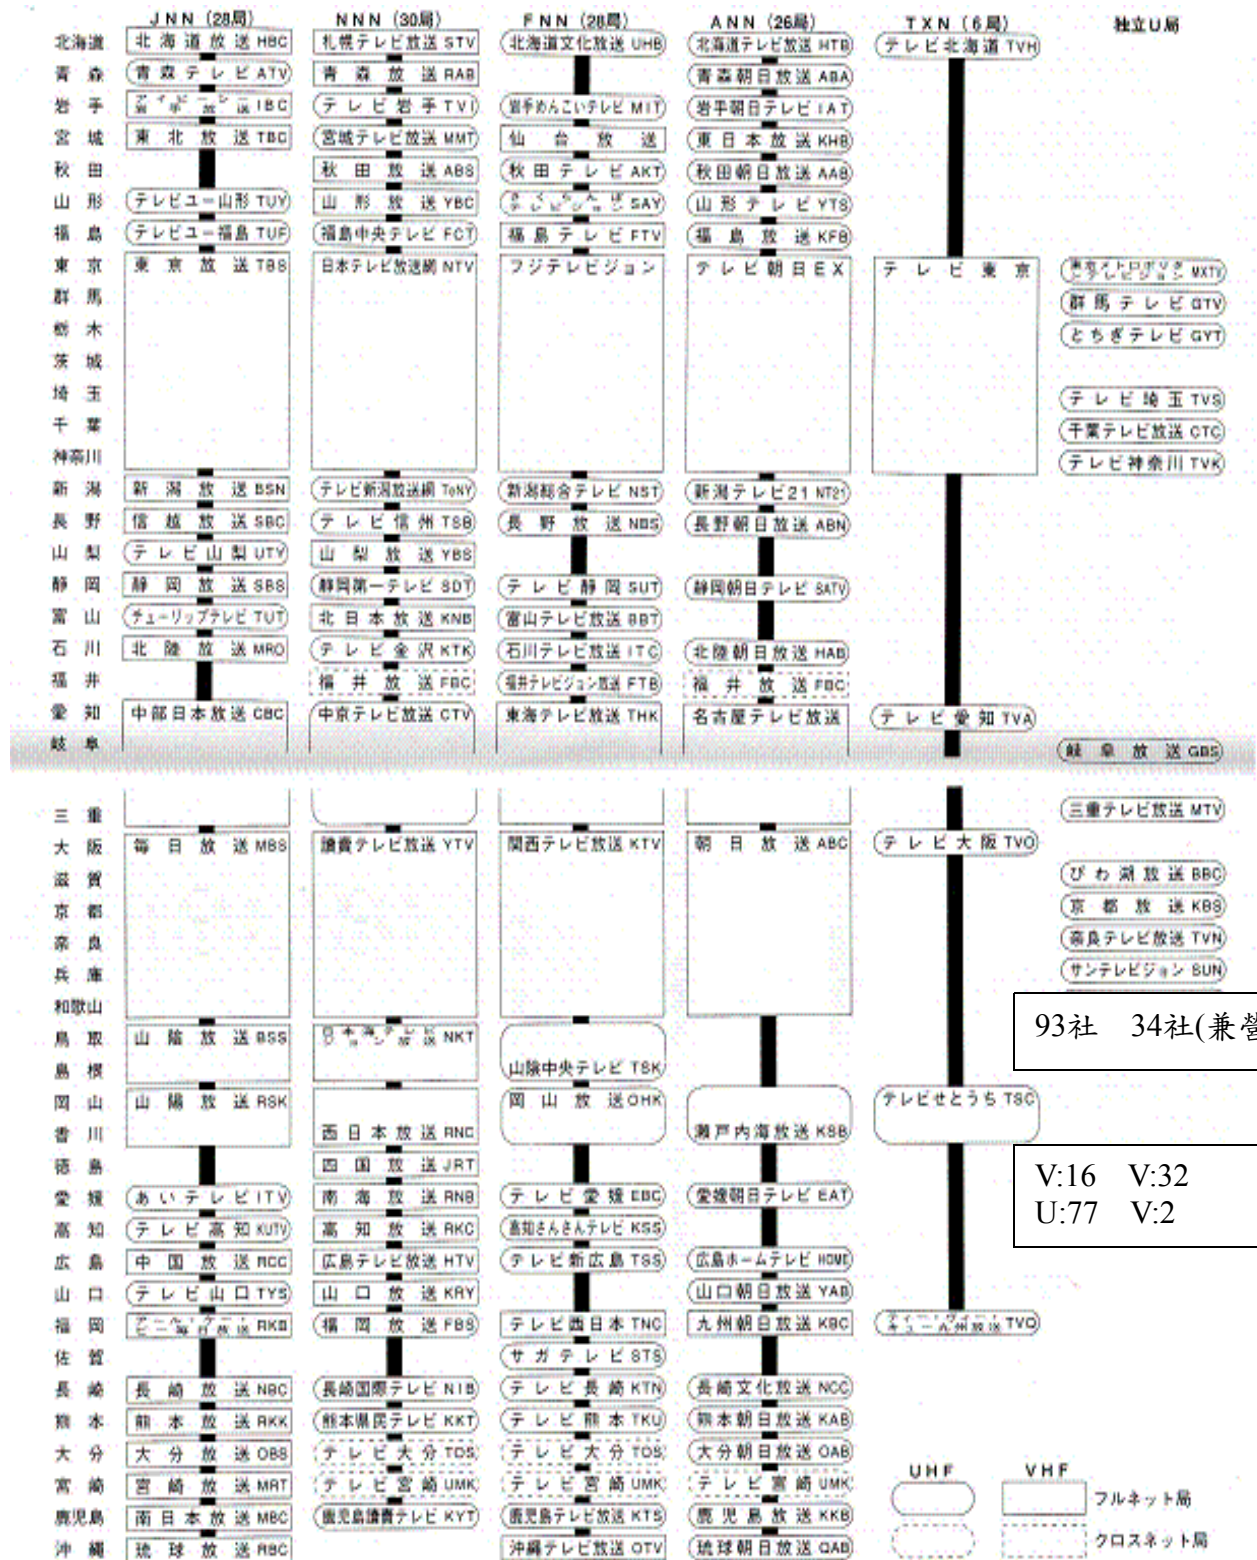 JNN (28局) NNN (30局) FNN (28局) ANN (26局) TXN (6局) 独立U局
北海道 北海道放送 HBC 札幌テレビ放送 STV 北海道文化放送 UHB 北海道テレビ放送 HTB テレビ北海道 TVH
青森 青森テレビ ATV 青森放送 RAB 青森朝日放送 ABA
岩手 IBC テレビ岩手 TVI 岩手めんこいテレビ MIT 岩手朝日テレビ IAT
宮城 東北放送 TBC 宮城テレビ放送 MMT 仙台放送 東日本放送 KHB
秋田 秋田放送 ABS 秋田テレビ AKT 秋田朝日放送 AAB
山形 テレビユー山形 TUY 山形放送 YBC SAY 山形テレビ YTS
福島 テレビユー福島 TUF 福島中央テレビ FCT 福島テレビ FTV 福島放送 KFB
東京 東京放送 TBS 日本テレビ放送網 NTV フジテレビジョン テレビ朝日 EX テレビ東京 MXTV
群馬 群馬テレビ GTV
栃木 とちぎテレビ GYT
茨城
埼玉 テレビ埼玉 TVS
千葉 千葉テレビ放送 CTC
神奈川 テレビ神奈川 TVK
新潟 新潟放送 BSN テレビ新潟放送網 TeNY 新潟総合テレビ NST 新潟テレビ21 NT21
長野 信越放送 SBC テレビ信州 TSB 長野放送 NBS 長野朝日放送 ABN
山梨 テレビ山梨 UTY 山梨放送 YBS
静岡 静岡放送 SBS 静岡第一テレビ SDT テレビ静岡 SUT 静岡朝日テレビ SATV
富山 チューリップテレビ TUT 北日本放送 KNB 富山テレビ放送 BBT
石川 北陸放送 MRO テレビ金沢 KTK 石川テレビ放送 ITC 北陸朝日放送 HAB
福井 福井放送 FBC 福井テレビジョン放送 FTB 福井放送 FBC
愛知 中部日本放送 CBC 中京テレビ放送 CTV 東海テレビ放送 THK 名古屋テレビ放送 テレビ愛知 TVA
岐阜 岐阜放送 GBS
三重 三重テレビ放送 MTV
大阪 毎日放送 MBS 讀賣テレビ放送 YTV 関西テレビ放送 KTV 朝日放送 ABC テレビ大阪 TVO
滋賀 びわ湖放送 BBC
京都 京都放送 KBS
奈良 奈良テレビ放送 TVN
兵庫 サンテレビジョン SUN
和歌山
93社 34社(兼營
鳥取 山陰放送 BSS NKT
島根 山陰中央テレビ TSK
岡山 山陽放送 RSK 岡山放送 OHK テレビせとうち TSC
香川 西日本放送 RNC 瀬戸内海放送 KSB
徳島 四国放送 JRT
V:16 V:32
U:77 V:2
愛媛 あいテレビ ITV 南海放送 RNB テレビ愛媛 EBC 愛媛朝日テレビ EAT
高知 テレビ高知 KUTV 高知放送 RKC 高知さんさんテレビ KSS
広島 中国放送 RCC 広島テレビ放送 HTV テレビ新広島 TSS 広島ホームテレビ HOME
山口 テレビ山口 TYS 山口放送 KRY 山口朝日放送 YAB
福岡 RKB 福岡放送 FBS テレビ西日本 TNC 九州朝日放送 KBC TVQ
佐賀 サガテレビ STS
長崎 長崎放送 NBC 長崎国際テレビ NIB テレビ長崎 KTN 長崎文化放送 NCC
熊本 熊本放送 RKK 熊本県民テレビ KKT テレビ熊本 TKU 熊本朝日放送 KAB
大分 大分放送 OBS テレビ大分 TOS テレビ大分 TOS 大分朝日放送 OAB
宮崎 宮崎放送 MRT テレビ宮崎 UMK テレビ宮崎 UMK テレビ宮崎 UMK
鹿児島 南日本放送 MBC 鹿児島讀賣テレビ KYT 鹿児島テレビ放送 KTS 鹿児島放送 KKB
沖縄 琉球放送 RBC 沖縄テレビ放送 OTV 琉球朝日放送 QAB
UHF VHF
フルネット局
クロスネット局